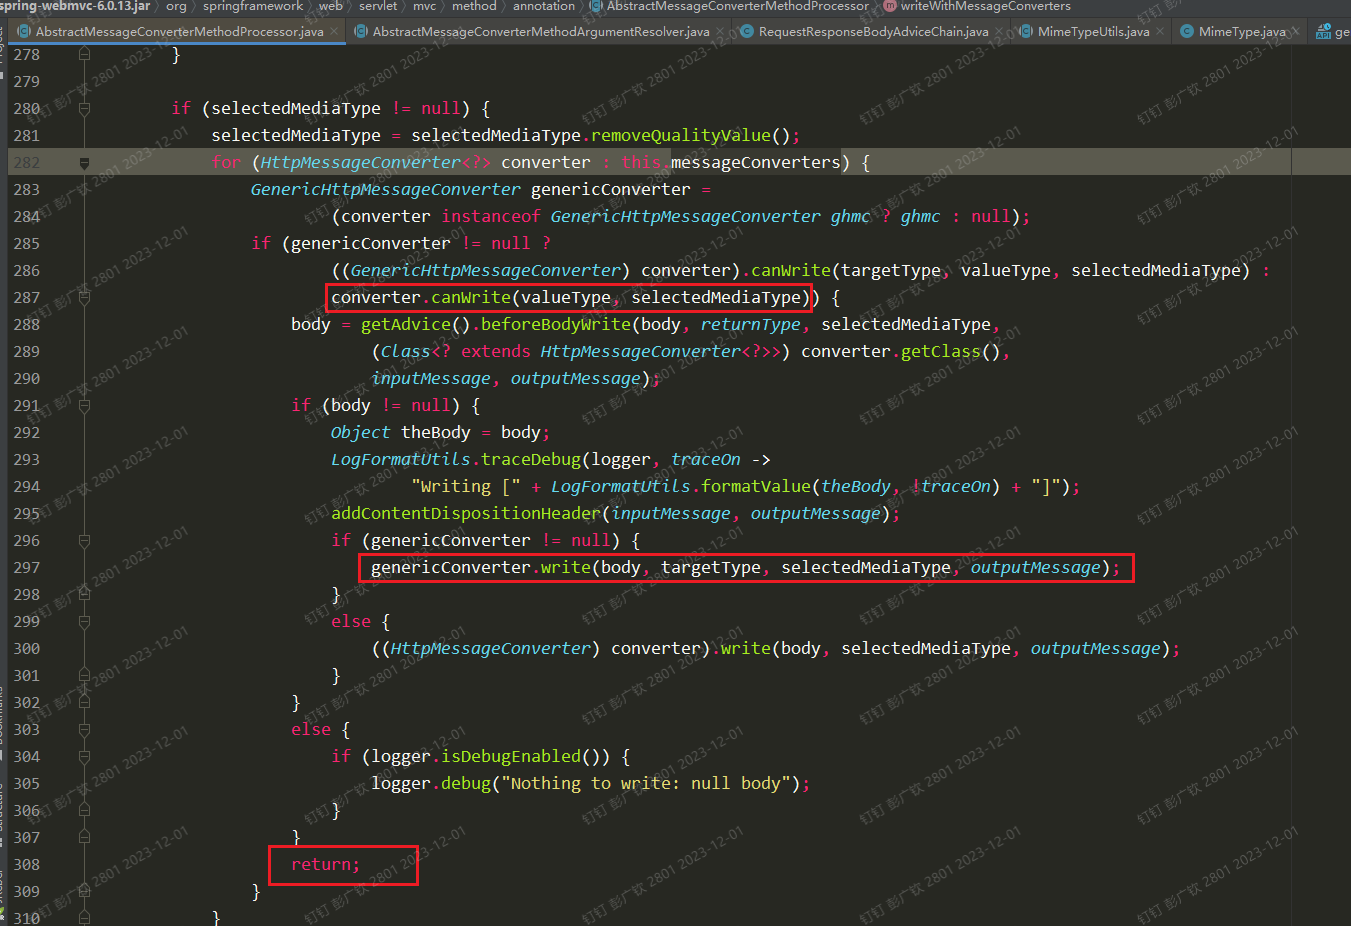 spring-webmvc-6.0.13.jar org springframework web servlet mvc method annotation AbstractMessageConverterMethodProcessor writeWithMessageConverters
AbstractMessageConverterMethodProcessor.java AbstractMessageConverterMethodArgumentResolver.java RequestResponseBodyAdviceChain.java MimeTypeUtils.java MimeType.java ge
278 }
279
280 if (selectedMediaType != null) {
281 selectedMediaType = selectedMediaType.removeQualityValue();
282 for (HttpMessageConverter<?> converter : this.messageConverters) {
283 GenericHttpMessageConverter genericConverter =
284 (converter instanceof GenericHttpMessageConverter ghmc ? ghmc : null);
285 if (genericConverter != null ?
286 ((GenericHttpMessageConverter) converter).canWrite(targetType, valueType, selectedMediaType) :
287 converter.canWrite(valueType, selectedMediaType)) {
288 body = getAdvice().beforeBodyWrite(body, returnType, selectedMediaType,
289 (Class<? extends HttpMessageConverter<?>>) converter.getClass(),
290 inputMessage, outputMessage);
291 if (body != null) {
292 Object theBody = body;
293 LogFormatUtils.traceDebug(logger, traceOn ->
294 "Writing [" + LogFormatUtils.formatValue(theBody, !traceOn) + "]");
295 addContentDispositionHeader(inputMessage, outputMessage);
296 if (genericConverter != null) {
297 genericConverter.write(body, targetType, selectedMediaType, outputMessage);
298 }
299 else {
300 ((HttpMessageConverter) converter).write(body, selectedMediaType, outputMessage);
301 }
302 }
303 else {
304 if (logger.isDebugEnabled()) {
305 logger.debug("Nothing to write: null body");
306 }
307 }
308 return;
309 }
310 }
钉钉 彭广钦 2801 2023-12-01